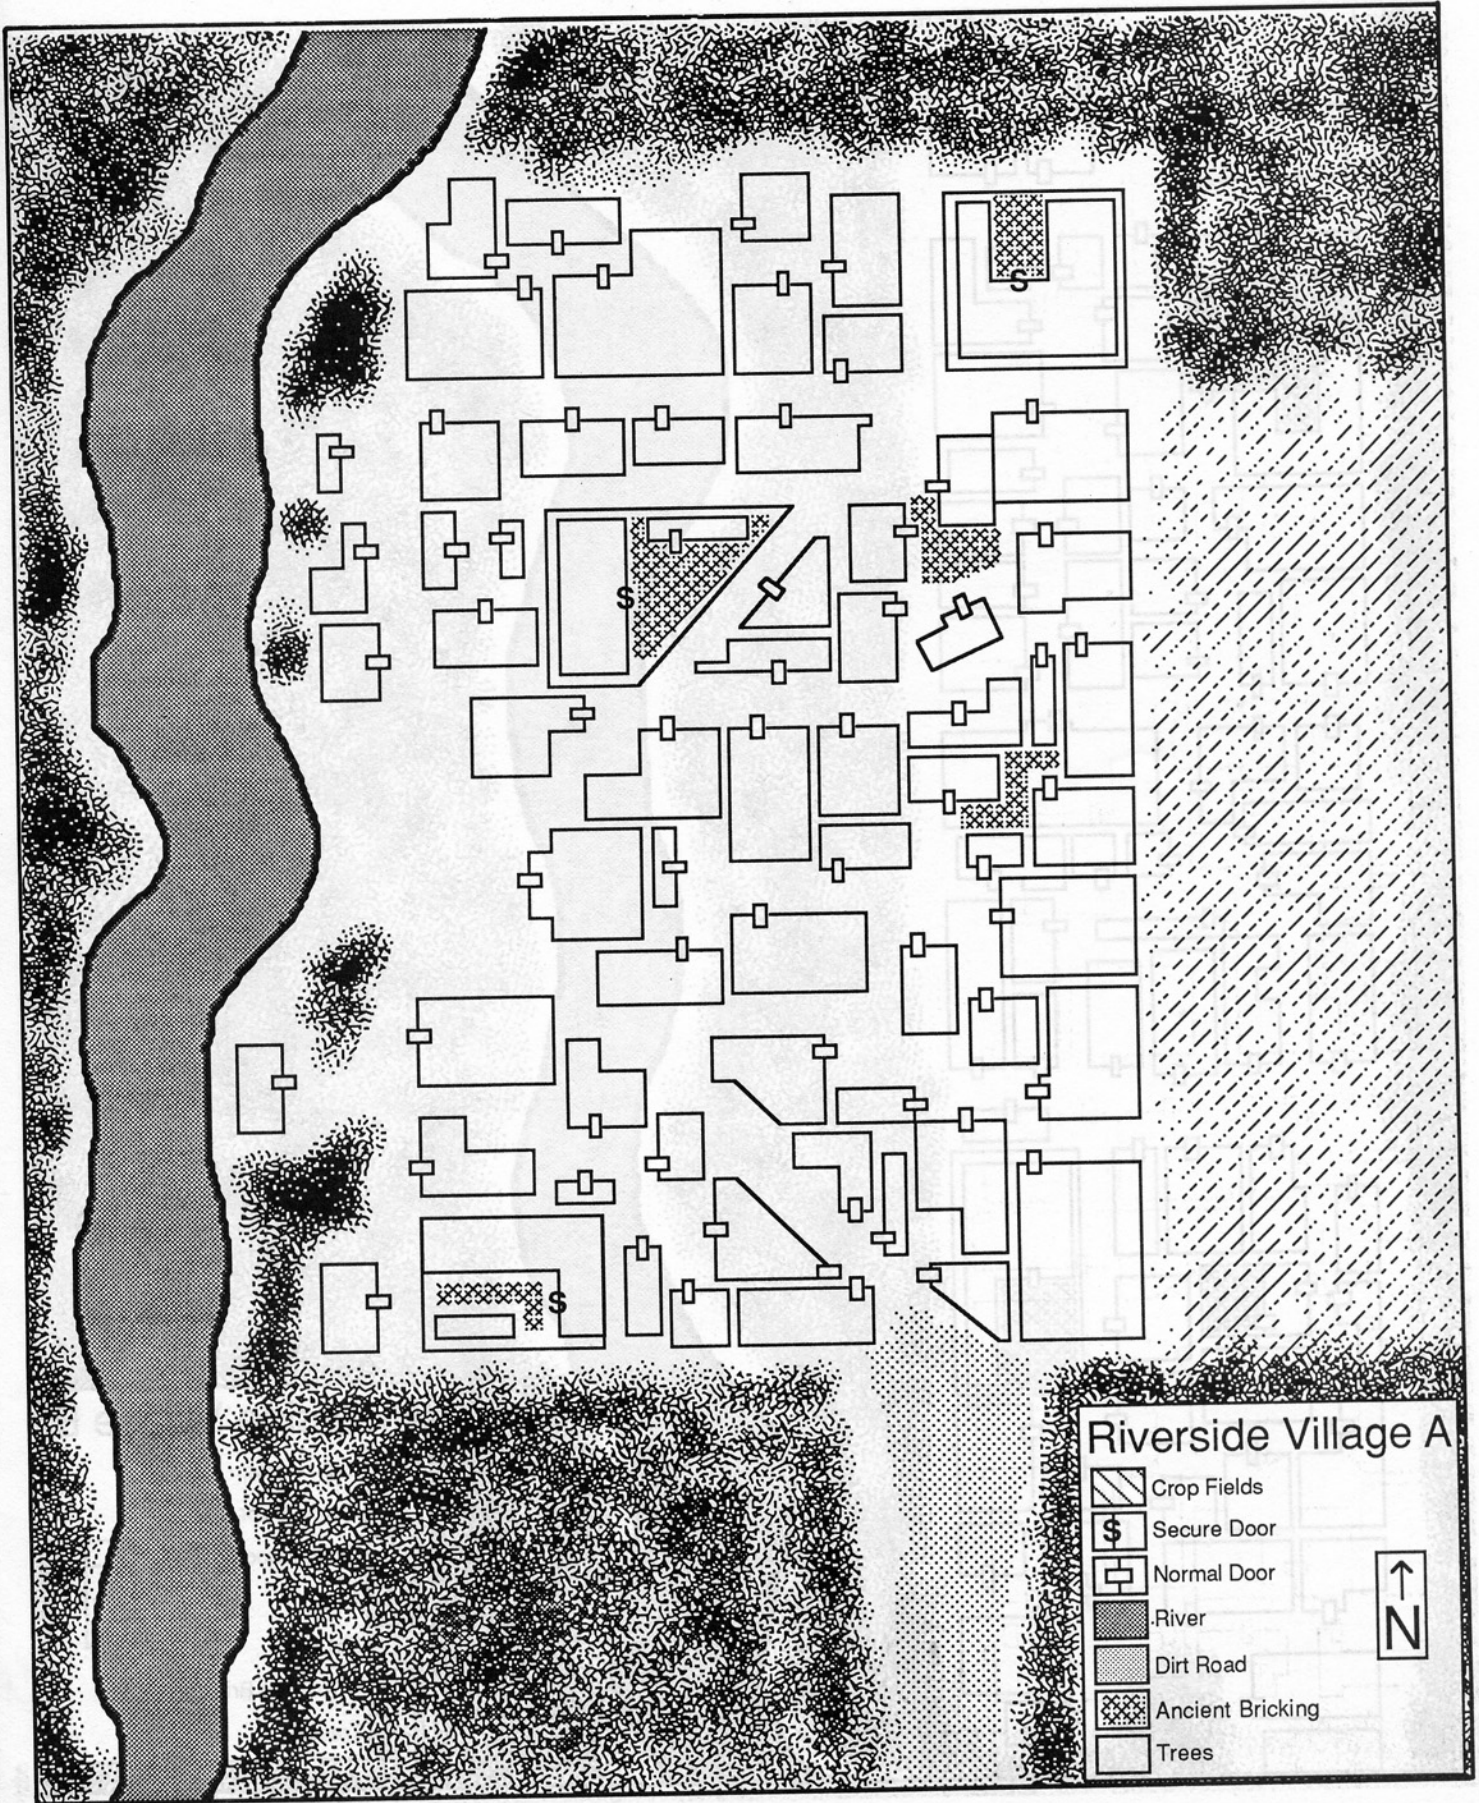 S
S
S
Riverside Village A
Crop Fields
S Secure Door
Normal Door
River
Dirt Road
Ancient Bricking
Trees
N